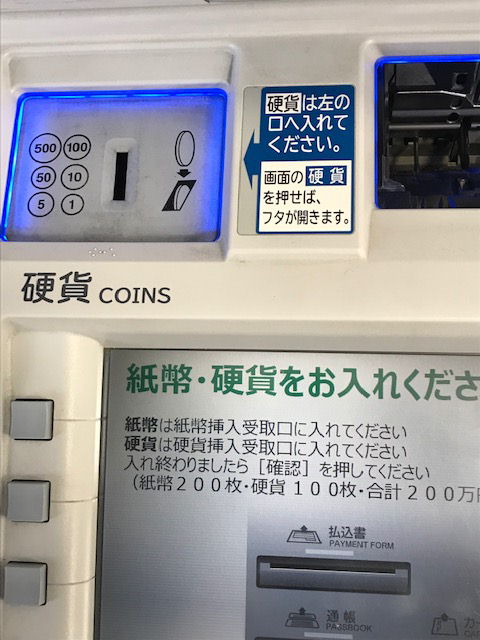 500 100
50 10
5 1
硬貨は左の
口へ入れて
ください。
画面の 硬貨
を押せば、
フタが開きます。
硬貨 COINS
紙幣・硬貨をお入れくださ
紙幣は紙幣挿入受取口に入れてください
硬貨は硬貨挿入受取口に入れてください
入れ終わりましたら［確認］を押してください
（紙幣２００枚・硬貨１００枚・合計２００万円
払込書
PAYMENT FORM
通帳
PASSBOOK
カー
CA